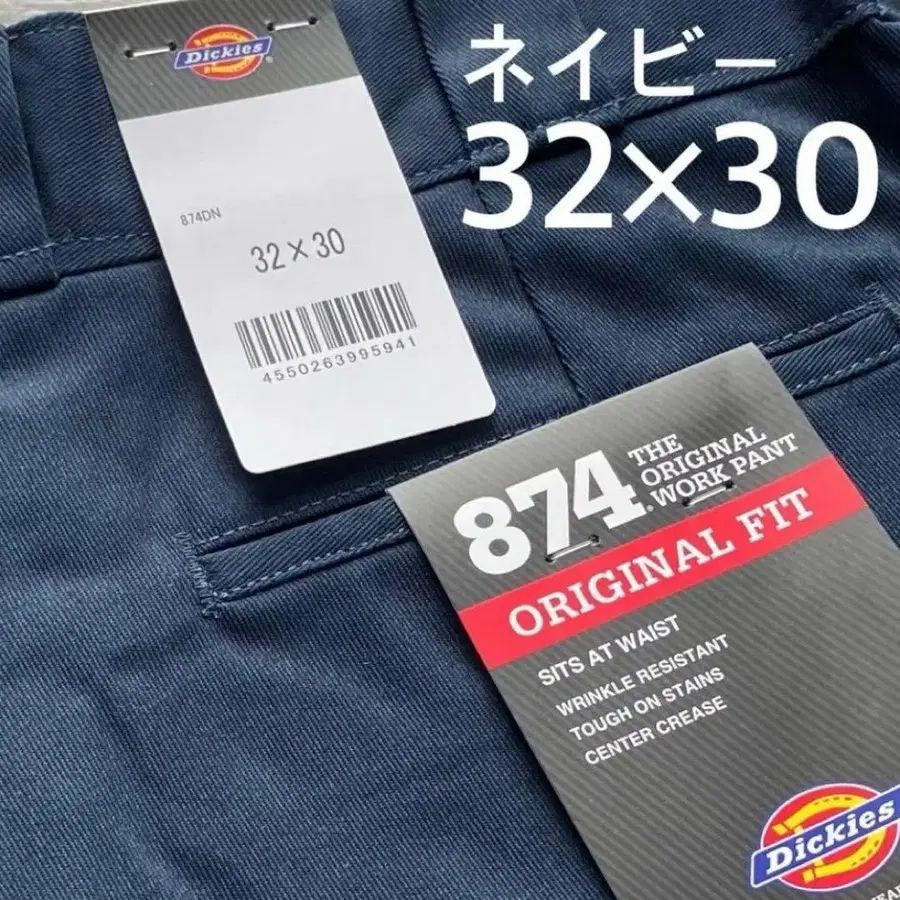 Dickies
ネイビー
32×30
874DN
32×30
4550263995941
874 THE ORIGINAL WORK PANT
ORIGINAL FIT
SITS AT WAIST
WRINKLE RESISTANT
TOUGH ON STAINS
CENTER CREASE
Dickies